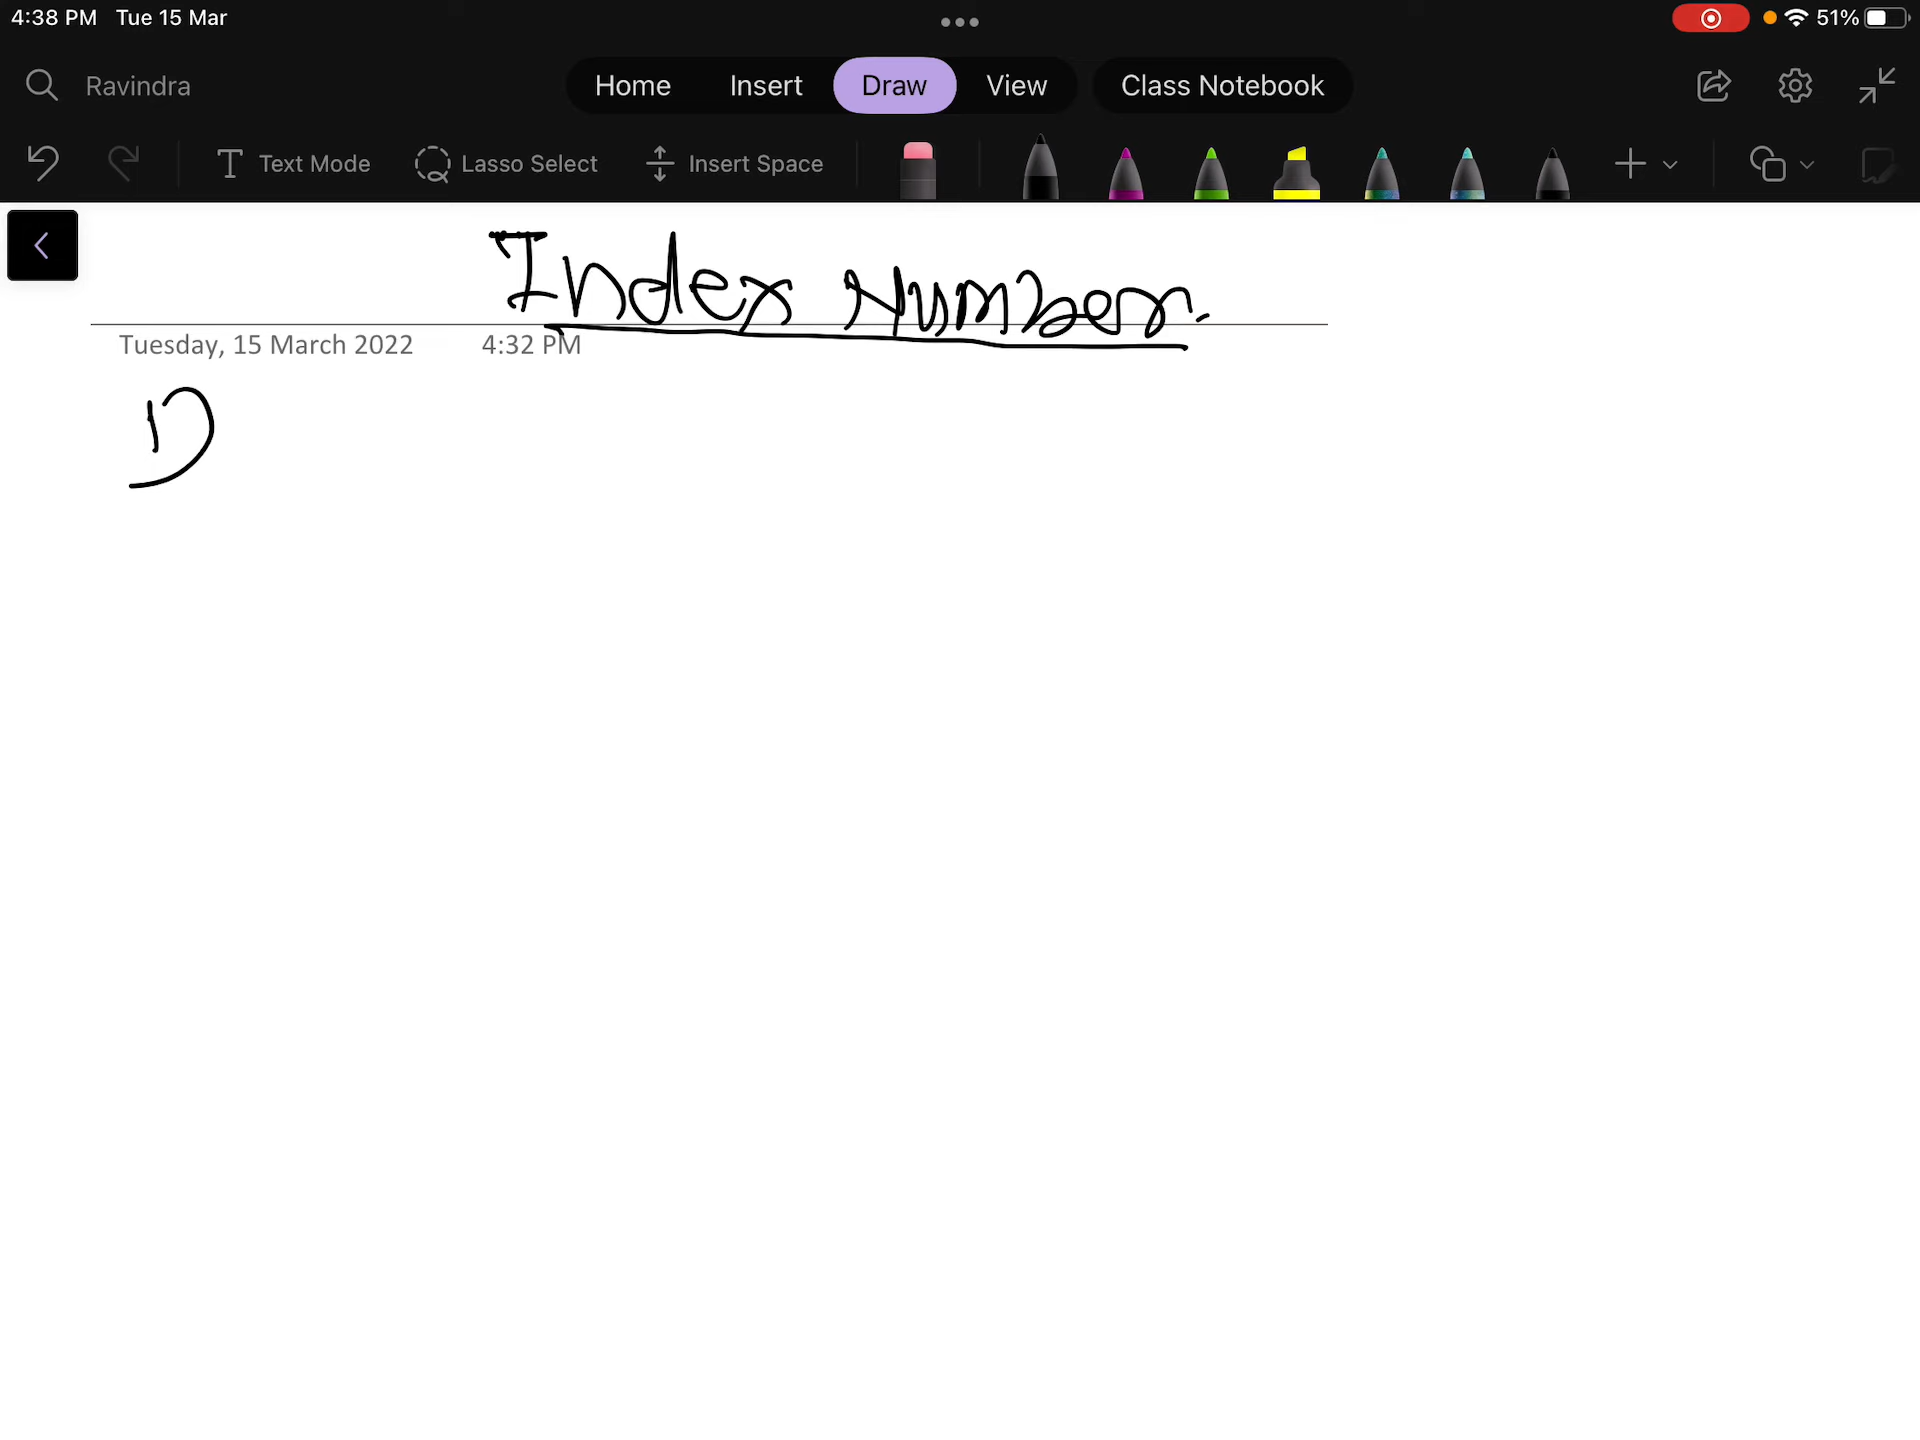 4:38 PM Tue 15 Mar 51%
Ravindra Home Insert Draw View Class Notebook
Text Mode Lasso Select Insert Space
Index Number.
Tuesday, 15 March 2022 4:32 PM
1)